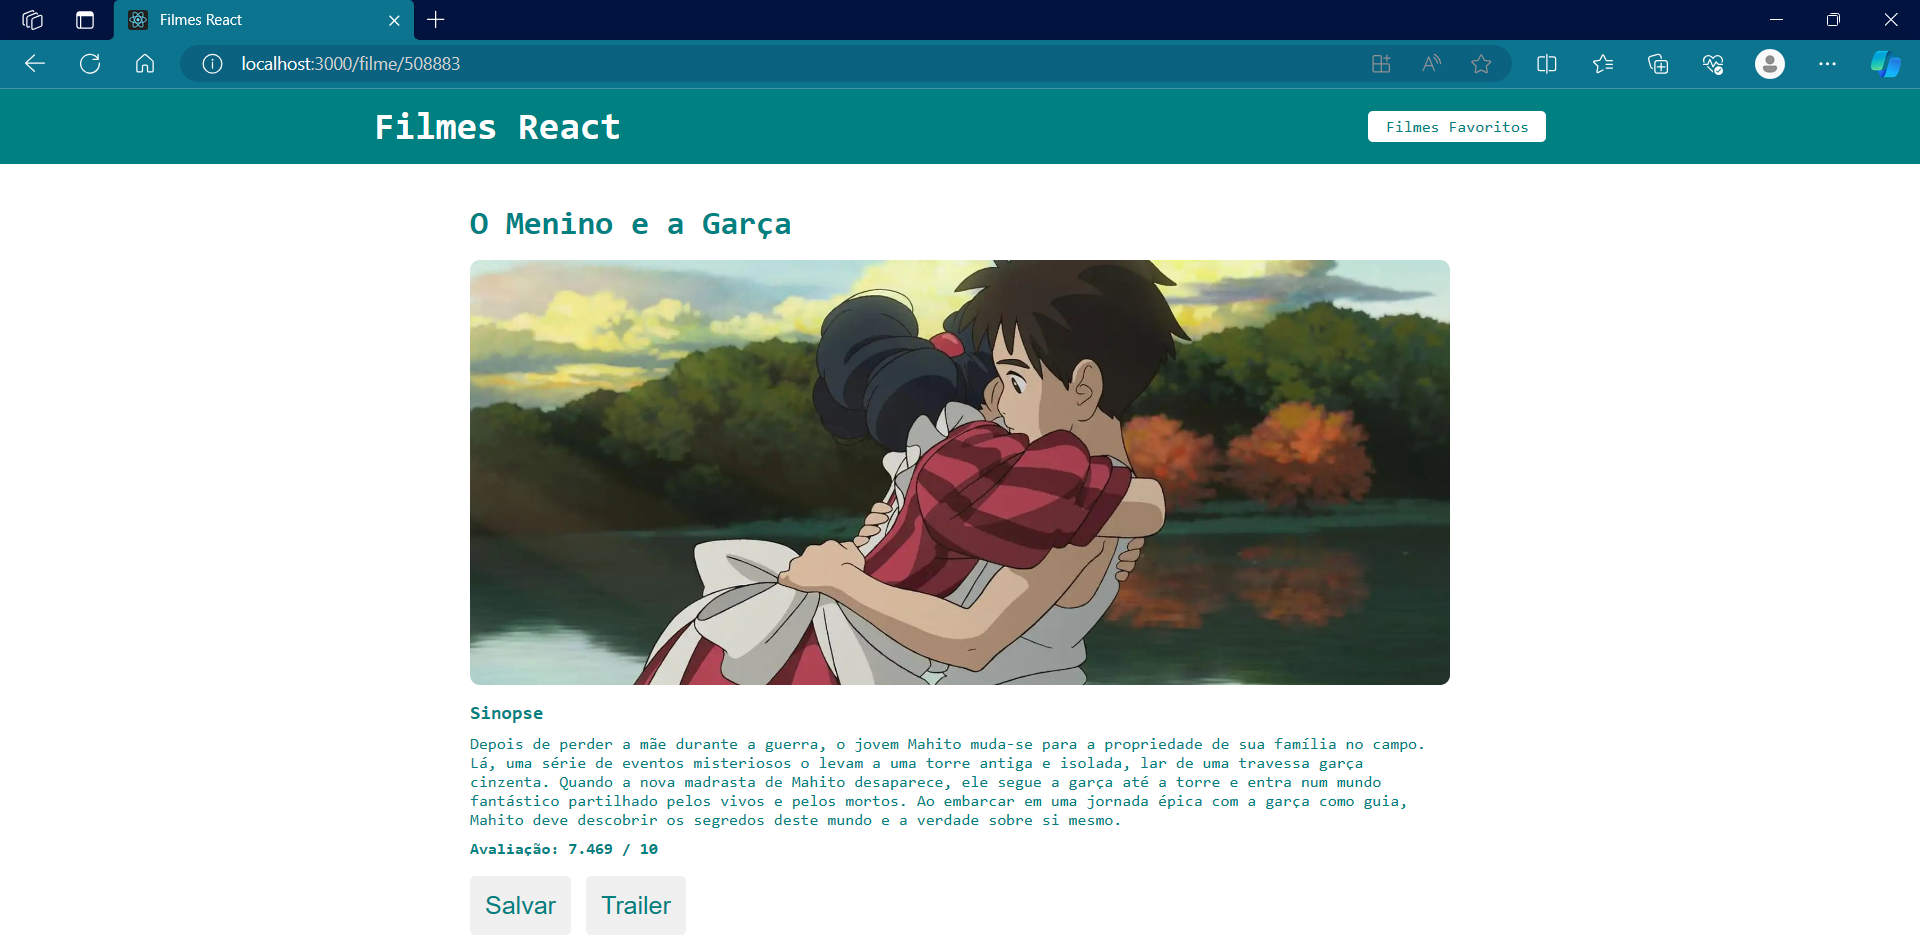 Filmes React
localhost:3000/filme/508883
Filmes React
Filmes Favoritos
O Menino e a Garça
Sinopse
Depois de perder a mãe durante a guerra, o jovem Mahito muda-se para a propriedade de sua família no campo.
Lá, uma série de eventos misteriosos o levam a uma torre antiga e isolada, lar de uma travessa garça
cinzenta. Quando a nova madrasta de Mahito desaparece, ele segue a garça até a torre e entra num mundo
fantástico partilhado pelos vivos e pelos mortos. Ao embarcar em uma jornada épica com a garça como guia,
Mahito deve descobrir os segredos deste mundo e a verdade sobre si mesmo.
Avaliação: 7.469 / 10
Salvar
Trailer